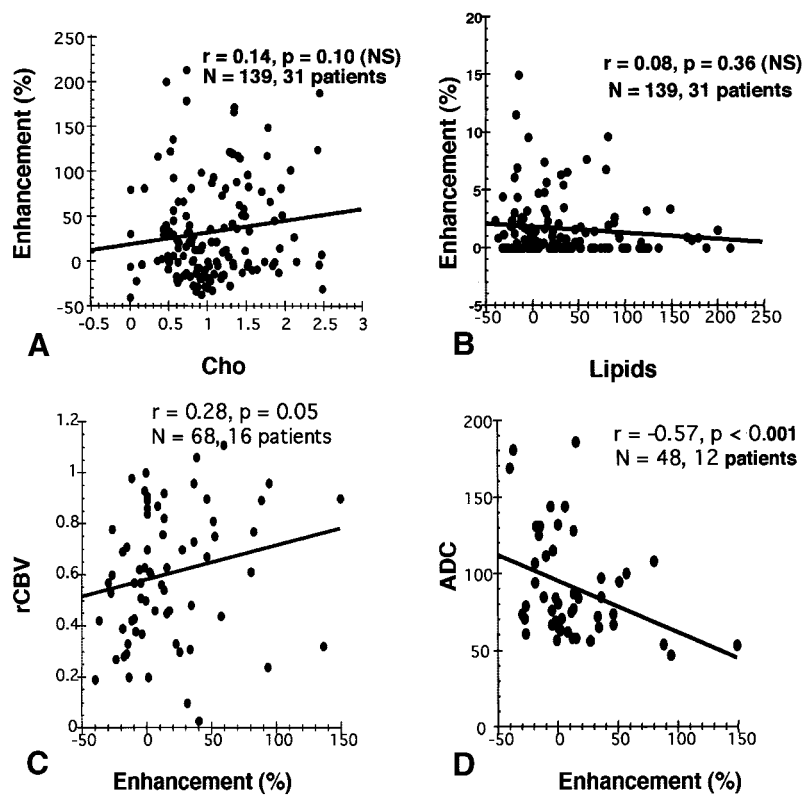 250
200
150
100
50
0
-50
-0.5 0 0.5 1 1.5 2 2.5 3
Enhancement (%)
r = 0.14, p = 0.10 (NS)
N = 139, 31 patients
A
Cho
20
15
10
5
0
-5
-50 0 50 100 150 200 250
Enhancement (%)
r = 0.08, p = 0.36 (NS)
N = 139, 31 patients
B
Lipids
1.2
1
0.8
0.6
0.4
0.2
0
-50 0 50 100 150
rCBV
r = 0.28, p = 0.05
N = 68, 16 patients
C
Enhancement (%)
200
150
100
50
0
-50 0 50 100 150
ADC
r = -0.57, p < 0.001
N = 48, 12 patients
D
Enhancement (%)